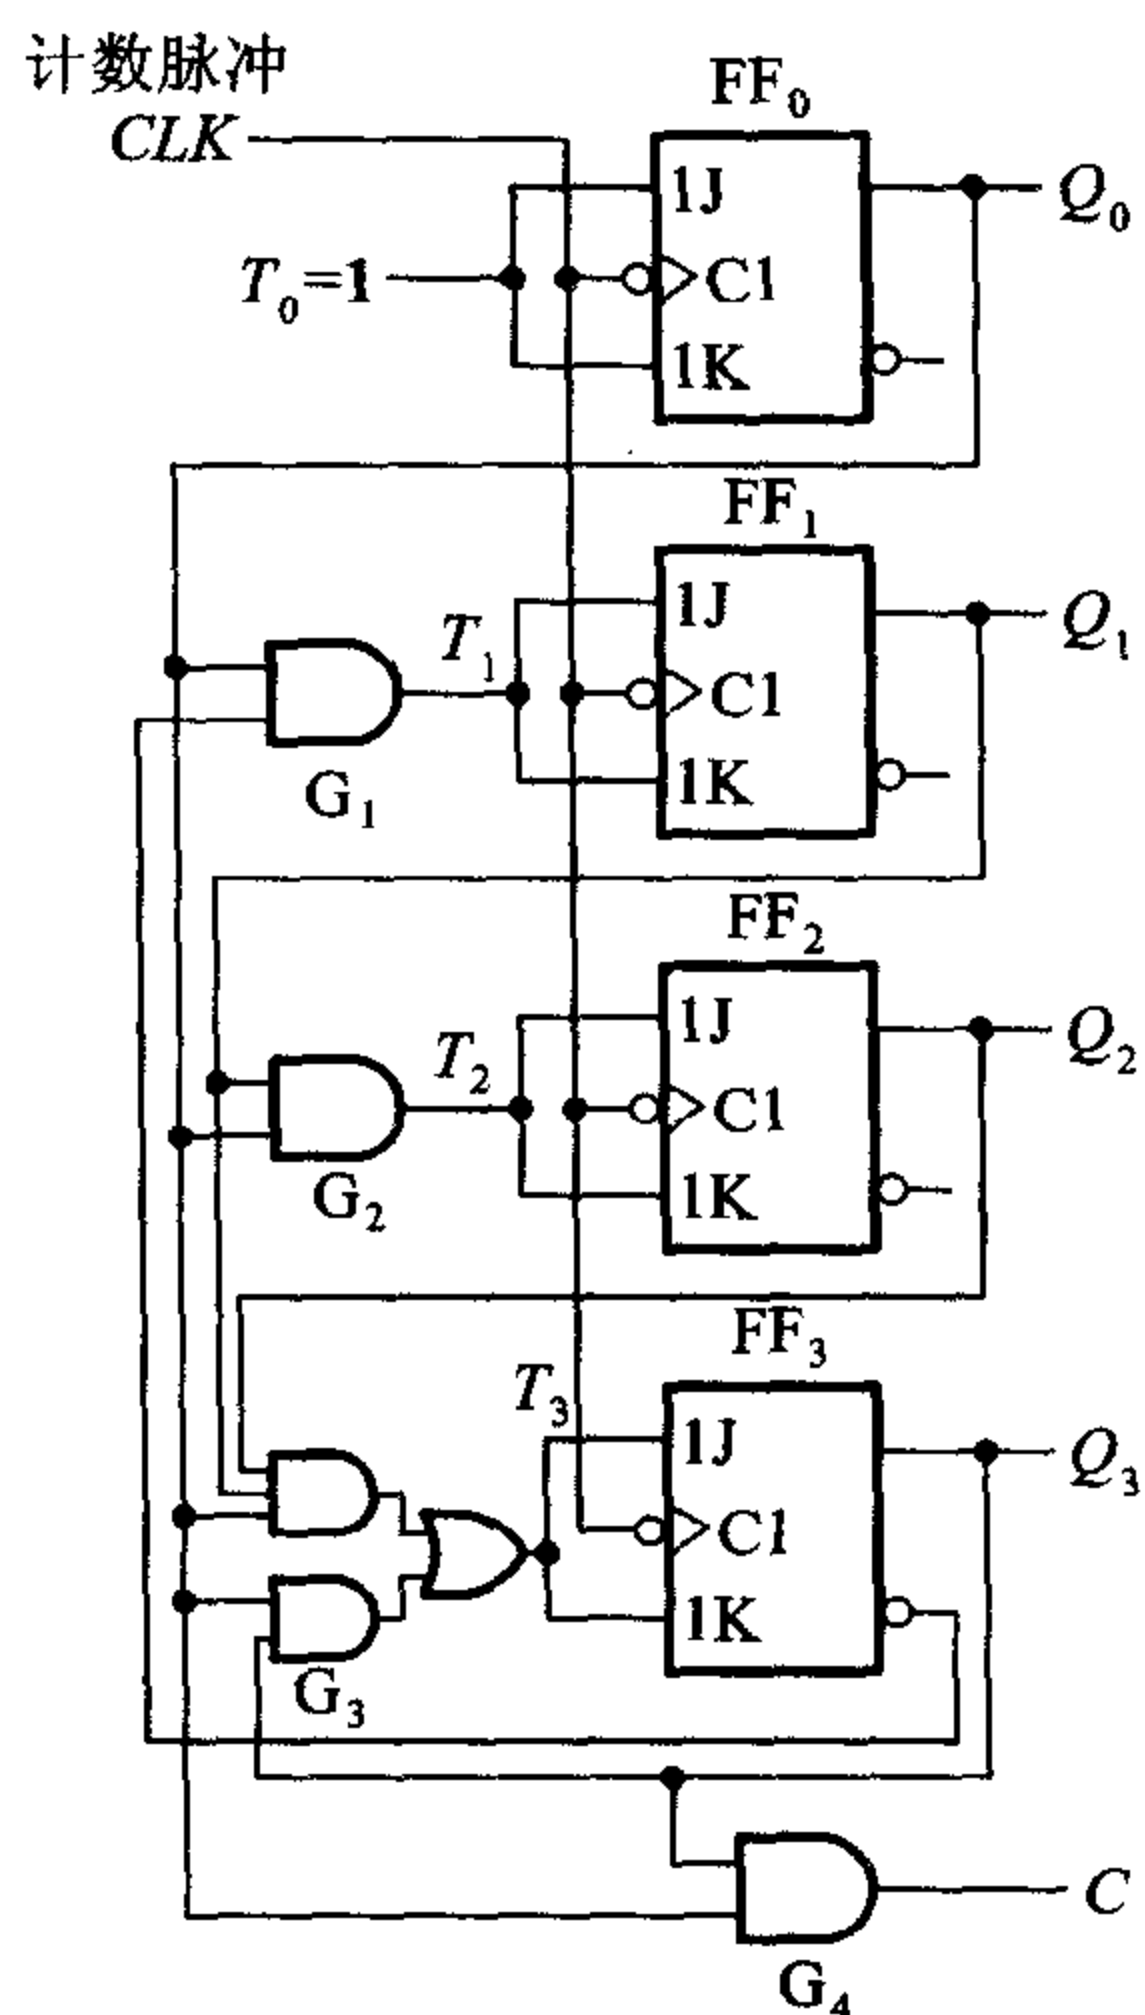 计数脉冲
CLK
FF₀
1J
C1
1K
Q₀
T₀=1
FF₁
1J
C1
1K
Q₁
T₁
G₁
FF₂
1J
C1
1K
Q₂
T₂
G₂
FF₃
1J
C1
1K
Q₃
T₃
G₃
C
G₄